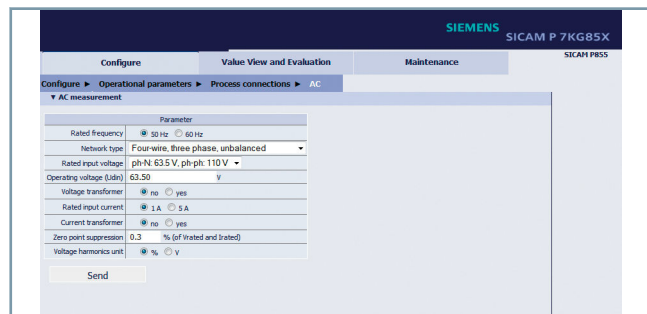 SIEMENS
SICAM P 7KG85X
Configure Value View and Evaluation Maintenance SICAM P855
Configure ► Operational parameters ► Process connections ► AC
▼ AC measurement
Parameter
Rated frequency 50 Hz 60 Hz
Network type Four-wire, three phase, unbalanced
Rated input voltage ph-N: 63.5 V, ph-ph: 110 V
Operating voltage (Udin) 63.50 V
Voltage transformer no yes
Rated input current 1 A 5 A
Current transformer no yes
Zero point suppression 0.3 % (of Vrated and Irated)
Voltage harmonics unit % V
Send